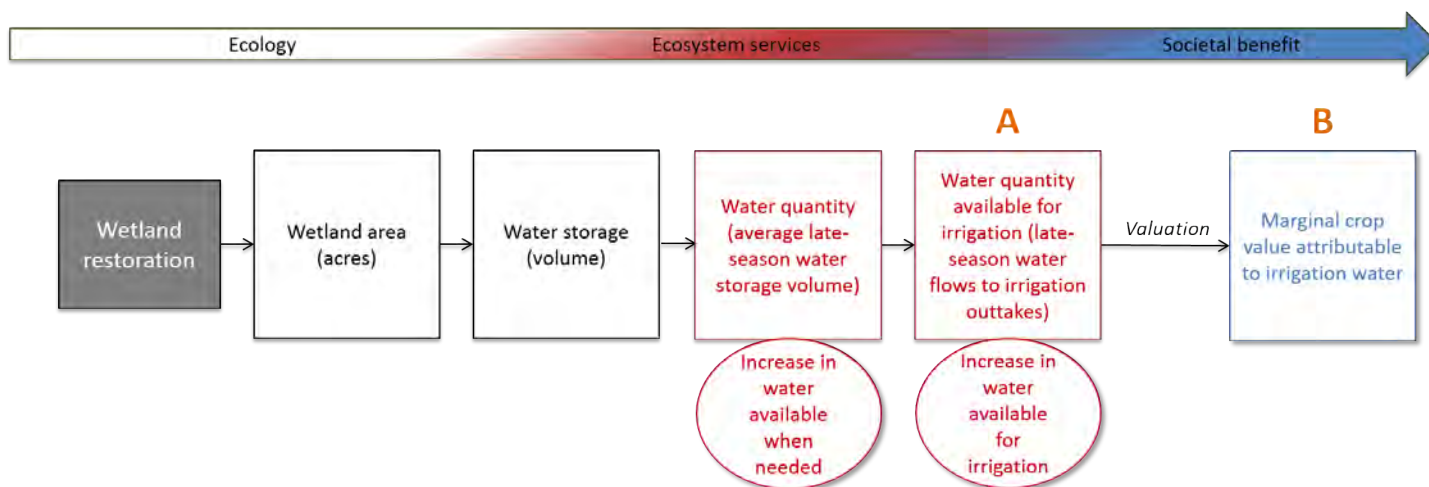 Ecology
Ecosystem services
Societal benefit
A
B
Wetland
restoration
Wetland area
(acres)
Water storage
(volume)
Water quantity
(average late-
season water
storage volume)
Water quantity
available for
irrigation (late-
season water
flows to irrigation
outtakes)
Valuation
Marginal crop
value attributable
to irrigation water
Increase in
water
available
when
needed
Increase in
water
available
for
irrigation